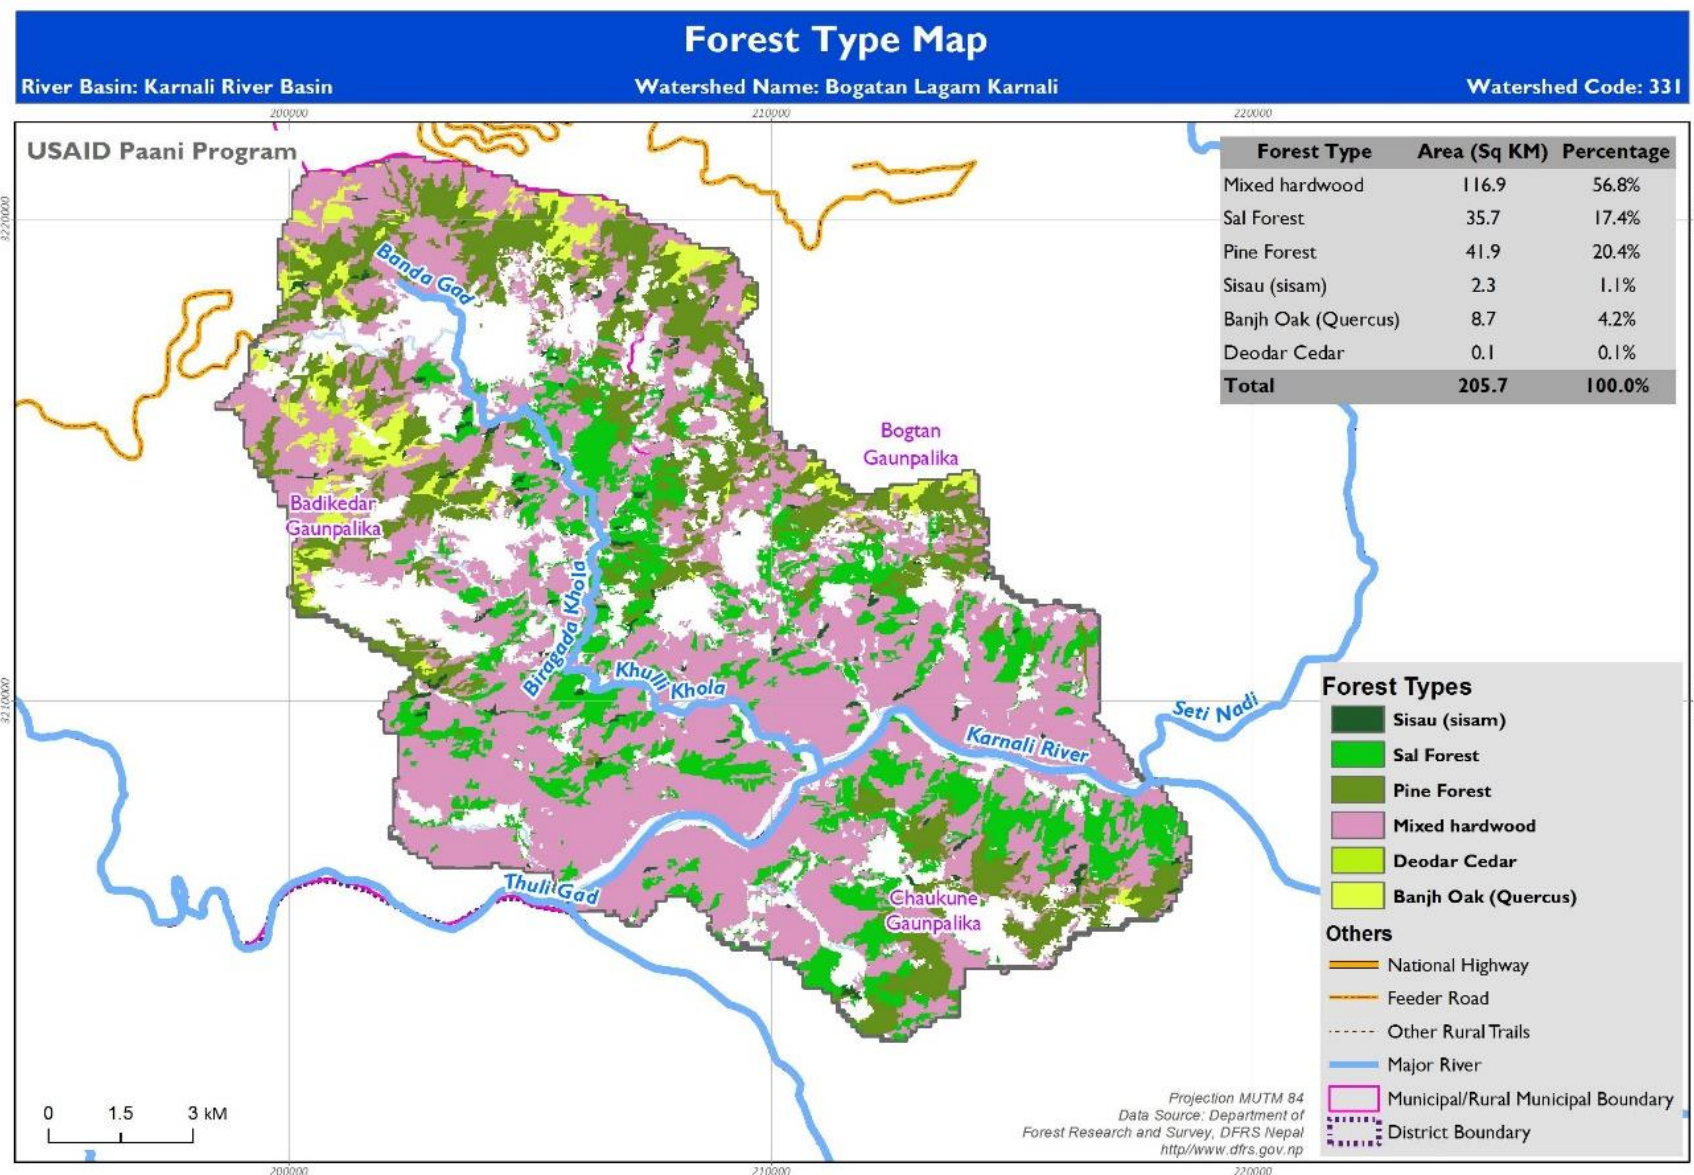 Forest Type Map
River Basin: Karnali River Basin
Watershed Name: Bogatan Lagam Karnali
Watershed Code: 331
200000
210000
220000
USAID Paani Program
Forest Type Area (Sq KM) Percentage
Mixed hardwood 116.9 56.8%
Sal Forest 35.7 17.4%
Pine Forest 41.9 20.4%
Sisau (sisam) 2.3 1.1%
Banjh Oak (Quercus) 8.7 4.2%
Deodar Cedar 0.1 0.1%
Total 205.7 100.0%
3220000
Banda Gad
Bogtan
Gaunpalika
Badikedar
Gaunpalika
Biragada Khola
Khulli Khola
3210000
Seti Nadi
Karnali River
Thuli Gad
Chaukune
Gaunpalika
Forest Types
Sisau (sisam)
Sal Forest
Pine Forest
Mixed hardwood
Deodar Cedar
Banjh Oak (Quercus)
Others
National Highway
Feeder Road
Other Rural Trails
Major River
Municipal/Rural Municipal Boundary
District Boundary
0 1.5 3 kM
Projection MUTM 84
Data Source: Department of
Forest Research and Survey, DFRS Nepal
http//www.dfrs.gov.np
200000
210000
220000